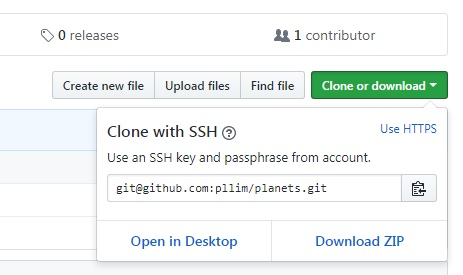 0 releases
1 contributor
Create new file Upload files Find file Clone or download
Clone with SSH ? Use HTTPS
Use an SSH key and passphrase from account.
git@github.com:pllim/planets.git
Open in Desktop Download ZIP